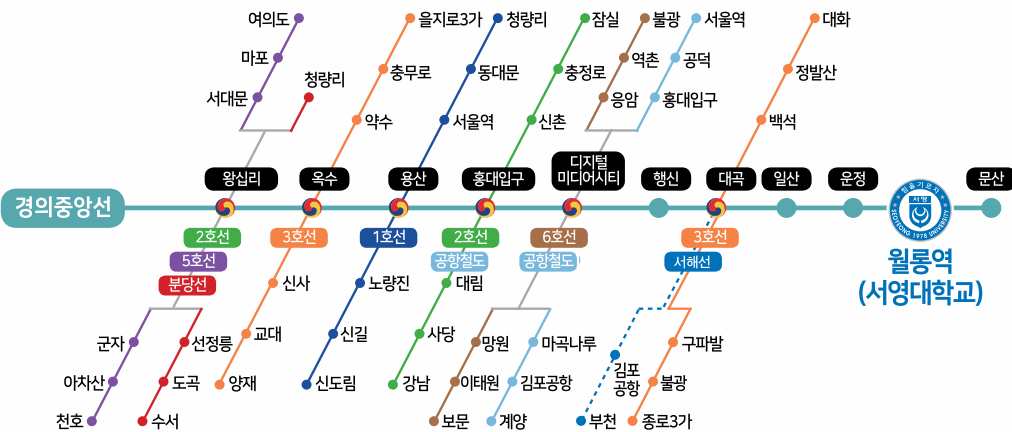 여의도
마포
서대문
청량리
을지로3가
충무로
약수
청량리
동대문
서울역
잠실
충정로
신촌
불광
역촌
응암
서울역
공덕
홍대입구
대화
정발산
백석
경의중앙선
왕십리
옥수
용산
홍대입구
디지털
미디어시티
행신
대곡
일산
운정
문산
참을 기르자
서영
SEOYEONG 1976 UNIVERSITY
월롱역
(서영대학교)
2호선
5호선
분당선
3호선
1호선
2호선
공항철도
6호선
공항철도
3호선
서해선
군자
아차산
천호
선정릉
도곡
수서
신사
교대
양재
노량진
신길
신도림
대림
사당
강남
망원
이태원
보문
마곡나루
김포공항
계양
김포
공항
부천
구파발
불광
종로3가